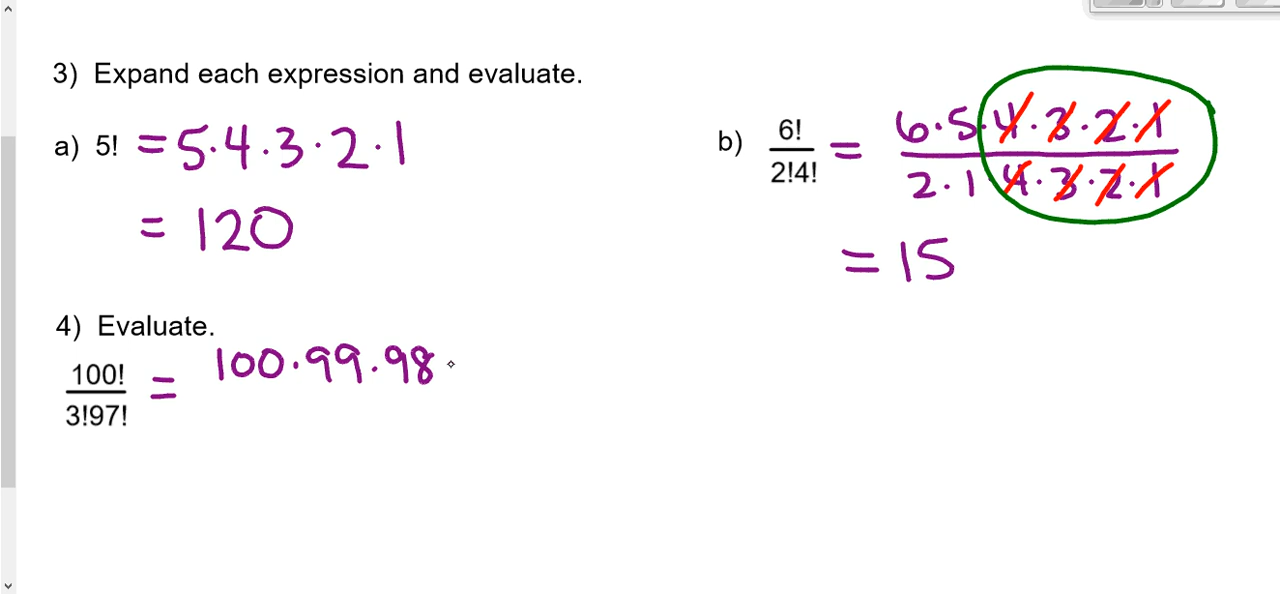 3) Expand each expression and evaluate.
a) 5! = 5·4·3·2·1
= 120
b) 6!/2!4! = 6·5·4·3·2·1/2·1·4·3·2·1
= 15
4) Evaluate.
100!/3!97! = 100·99·98